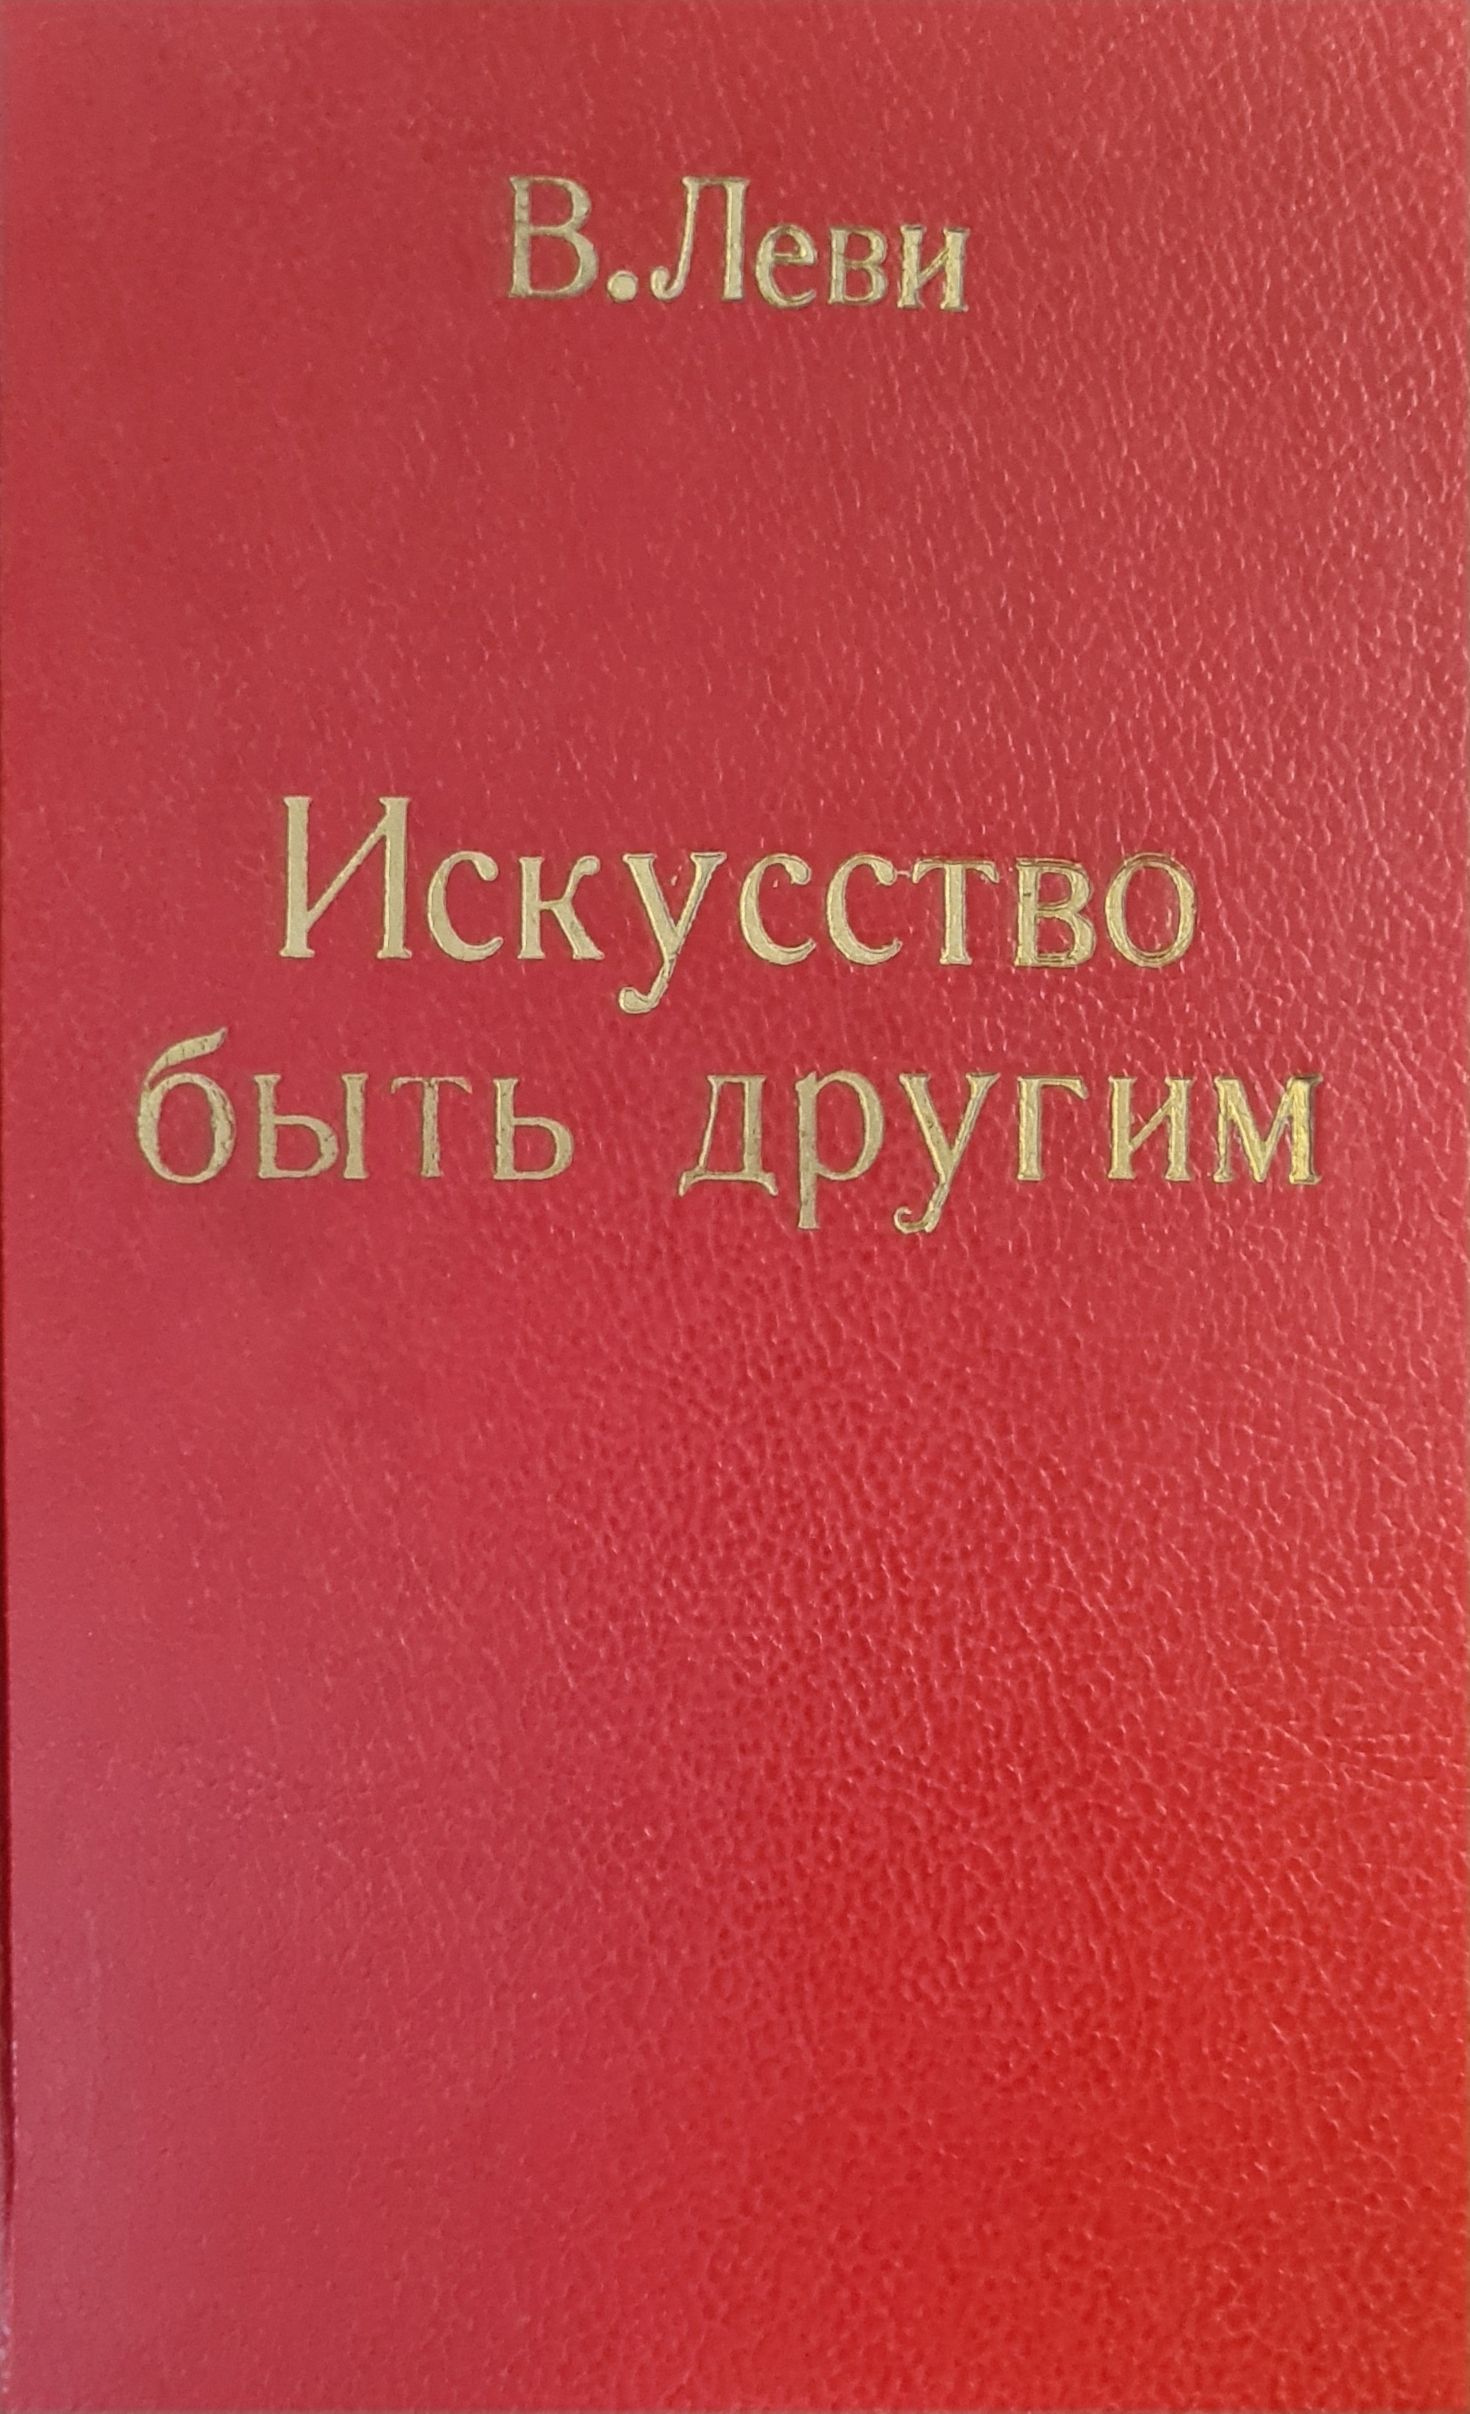 В.Леви
Искусство
быть другим